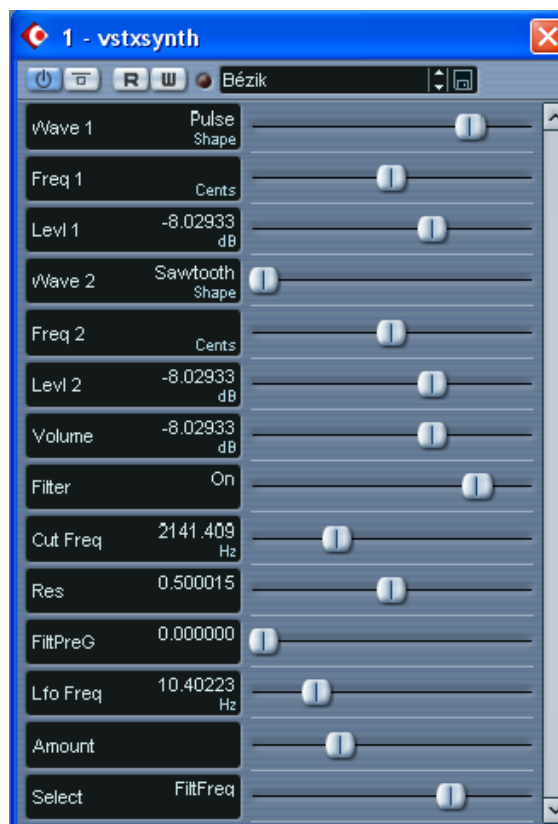 1 - vstxsynth
R W Bézik
Wave 1 Pulse
Shape
Freq 1
Cents
Levl 1 -8.02933
dB
Wave 2 Sawtooth
Shape
Freq 2
Cents
Levl 2 -8.02933
dB
Volume -8.02933
dB
Filter On
Cut Freq 2141.409
Hz
Res 0.500015
FiltPreG 0.000000
Lfo Freq 10.40223
Hz
Amount
Select FiltFreq